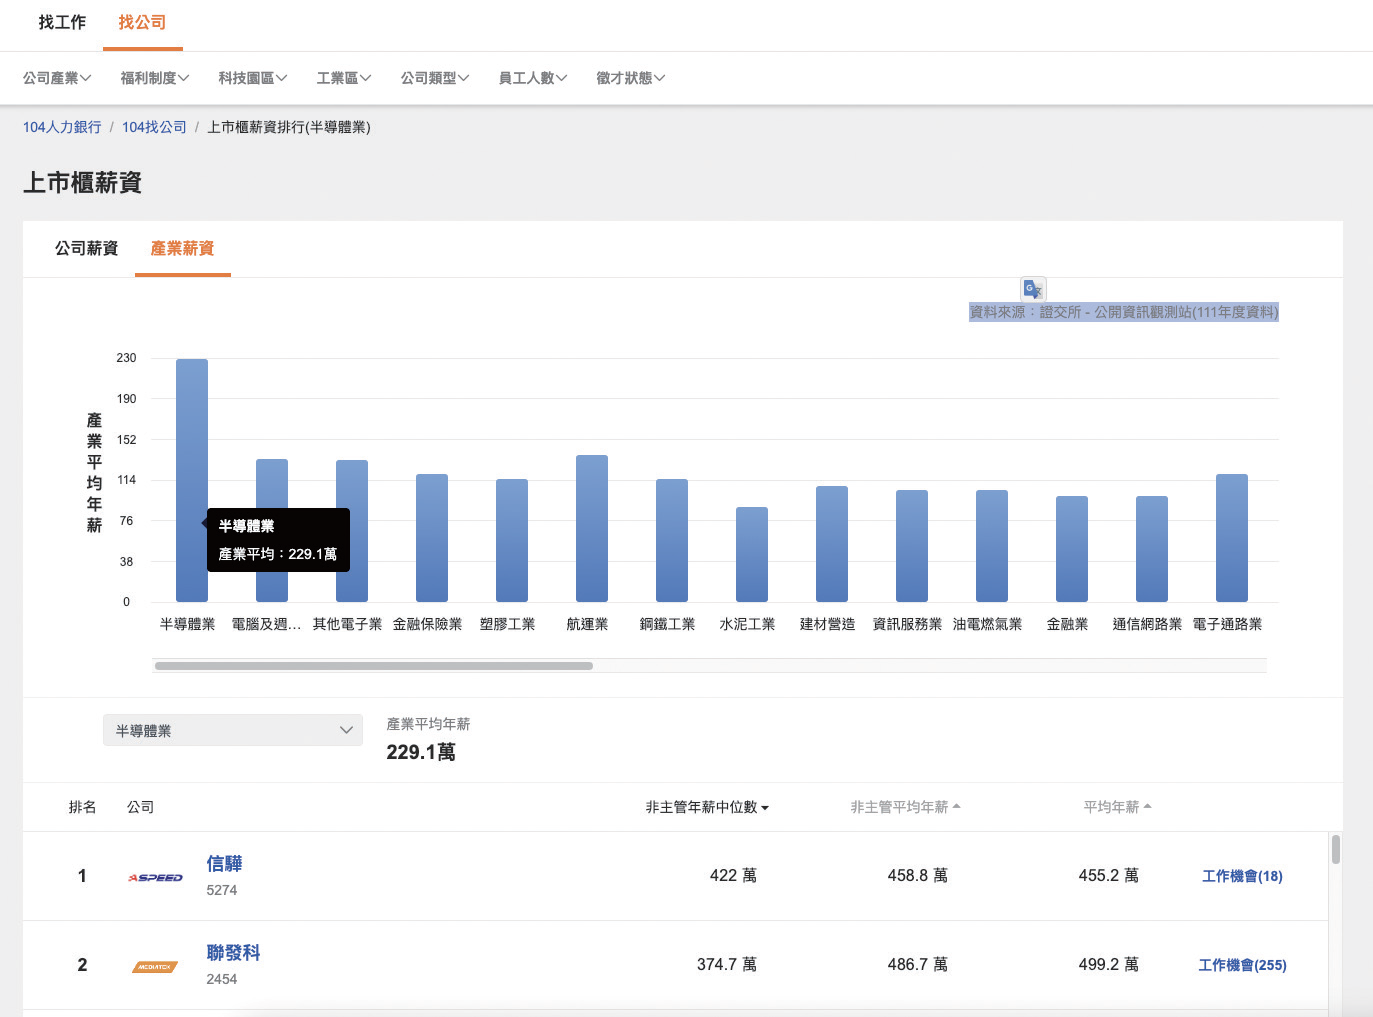 找工作 找公司
公司產業 福利制度 科技園區 工業區 公司類型 員工人數 徵才狀態
104人力銀行 / 104找公司 / 上市櫃薪資排行(半導體業)
上市櫃薪資
公司薪資 產業薪資
G 文
資料來源：證交所 - 公開資訊觀測站(111年度資料)
產業平均年薪
230
190
152
114
76
38
0
半導體業
產業平均：229.1萬
半導體業 電腦及週... 其他電子業 金融保險業 塑膠工業 航運業 鋼鐵工業 水泥工業 建材營造 資訊服務業 油電燃氣業 金融業 通信網路業 電子通路業
半導體業
產業平均年薪
229.1萬
排名 公司 非主管年薪中位數 非主管平均年薪 平均年薪
1 ASPEED 信驊 422 萬 458.8 萬 455.2 萬 工作機會(18)
5274
2 MEDIATEK 聯發科 374.7 萬 486.7 萬 499.2 萬 工作機會(255)
2454